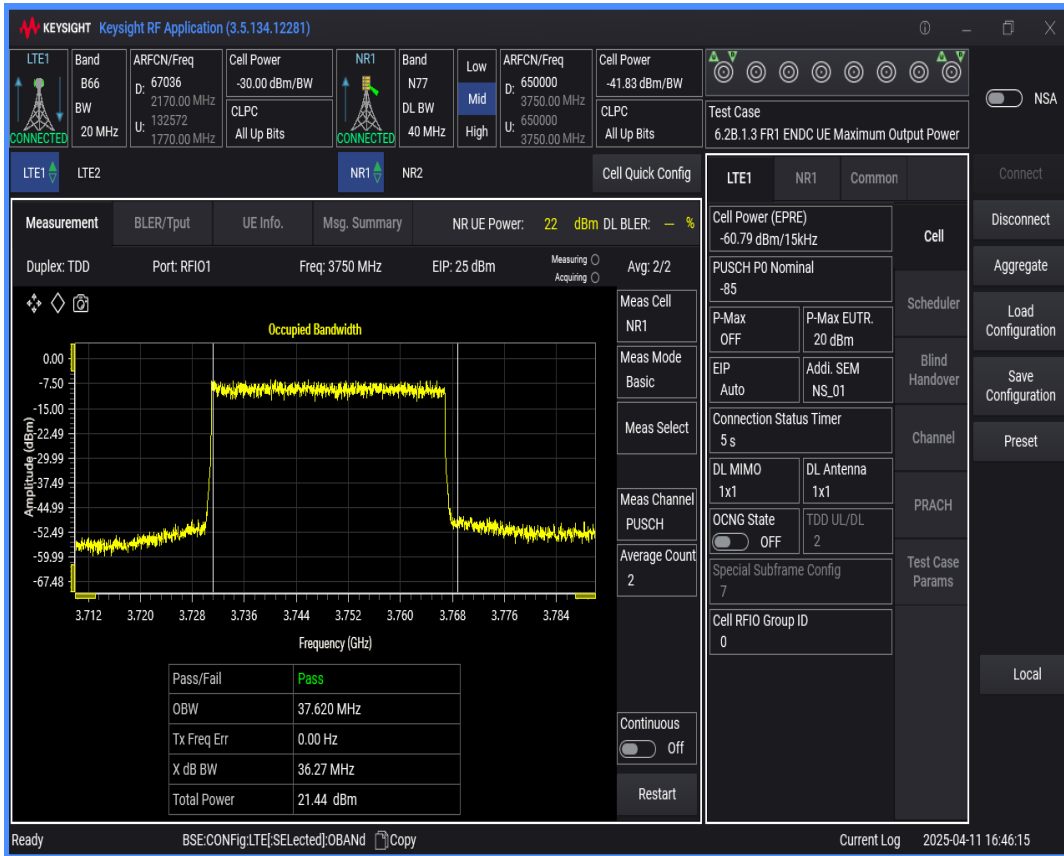 KEYSIGHT Keysight RF Application (3.5.134.12281)
LTE1
CONNECTED
Band
B66
BW
20 MHz
ARFCN/Freq
D: 67036
2170.00 MHz
U: 132572
1770.00 MHz
Cell Power
-30.00 dBm/BW
CLPC
All Up Bits
NR1
CONNECTED
Band
N77
DL BW
40 MHz
Low
Mid
High
ARFCN/Freq
D: 650000
3750.00 MHz
U: 650000
3750.00 MHz
Cell Power
-41.83 dBm/BW
CLPC
All Up Bits
Test Case
6.2B.1.3 FR1 ENDC UE Maximum Output Power
NSA
LTE1 LTE2 NR1 NR2 Cell Quick Config
Measurement BLER/Tput UE Info. Msg. Summary NR UE Power: 22 dBm DL BLER: — %
Duplex: TDD Port: RFIO1 Freq: 3750 MHz EIP: 25 dBm Measuring Acquiring Avg: 2/2
Occupied Bandwidth
Amplitude (dBm)
0.00
-7.50
-15.00
-22.49
-29.99
-37.49
-44.99
-52.49
-59.99
-67.48
3.712 3.720 3.728 3.736 3.744 3.752 3.760 3.768 3.776 3.784
Frequency (GHz)
Pass/Fail Pass
OBW 37.620 MHz
Tx Freq Err 0.00 Hz
X dB BW 36.27 MHz
Total Power 21.44 dBm
Meas Cell
NR1
Meas Mode
Basic
Meas Select
Meas Channel
PUSCH
Average Count
2
Continuous
Off
Restart
LTE1 NR1 Common
Cell Power (EPRE)
-60.79 dBm/15kHz
PUSCH P0 Nominal
-85
P-Max
OFF
P-Max EUTR.
20 dBm
EIP
Auto
Addi. SEM
NS_01
Connection Status Timer
5 s
DL MIMO
1x1
DL Antenna
1x1
OCNG State
OFF
TDD UL/DL
2
Special Subframe Config
7
Cell RFIO Group ID
0
Cell
Scheduler
Blind
Handover
Channel
PRACH
Test Case
Params
Connect
Disconnect
Aggregate
Load
Configuration
Save
Configuration
Preset
Local
Ready BSE:CONFig:LTE[:SELected]:OBANd Copy Current Log 2025-04-11 16:46:15